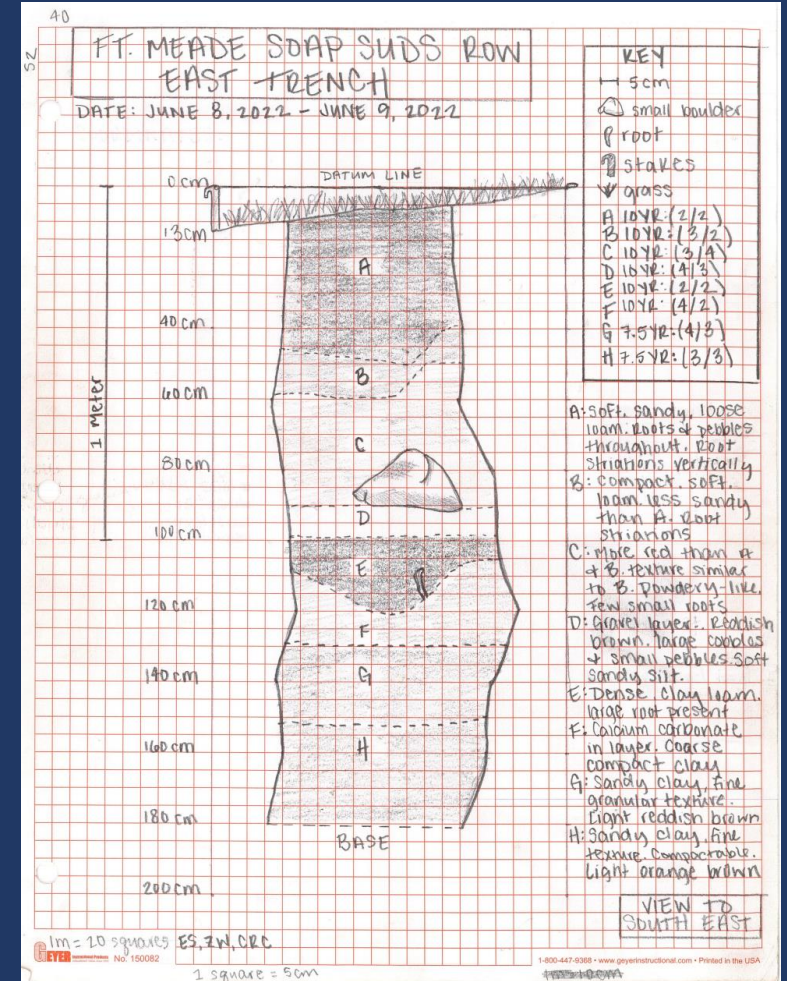 40
52
FT. MEADE SOAP SUDS ROW
EAST TRENCH
DATE: JUNE 8, 2022 - JUNE 9, 2022
KEY
5cm
small boulder
root
stakes
grass
A 10YR: (2/2)
B 10YR: (3/2)
C 10YR: (3/4)
D 10YR: (4/3)
E 10YR: (2/2)
F 10YR: (4/2)
G 7.5YR: (4/3)
H 7.5YR: (3/3)
DATUM LINE
0cm
13cm
40cm
60cm
80cm
100cm
120cm
140cm
160cm
180cm
200cm
1 Meter
A
B
C
D
E
F
G
H
BASE
A: Soft, sandy, loose
loam. Roots & pebbles
throughout. Root
striations vertically
B: Compact. soft.
loam. less sandy
than A. Root
striations
C: More red than A
& B. texture similar
to B. Powdery-like.
Few small roots
D: Gravel layer. Reddish
brown. large cobbles
& small pebbles. Soft
sandy silt.
E: Dense, clay loam.
large root present
F: Calcium carbonate
in layer. Coarse
compact clay
G: Sandy clay, fine
granular texture.
Light reddish brown
H: Sandy clay, fine
texture. Compactable.
Light orange brown
VIEW TO
SOUTH EAST
1m = 20 squares ES, ZW, CRC
GEYER Instructional Products No. 150082
1-800-447-9368 • www.geyerinstructional.com • Printed in the USA
1 square = 5cm